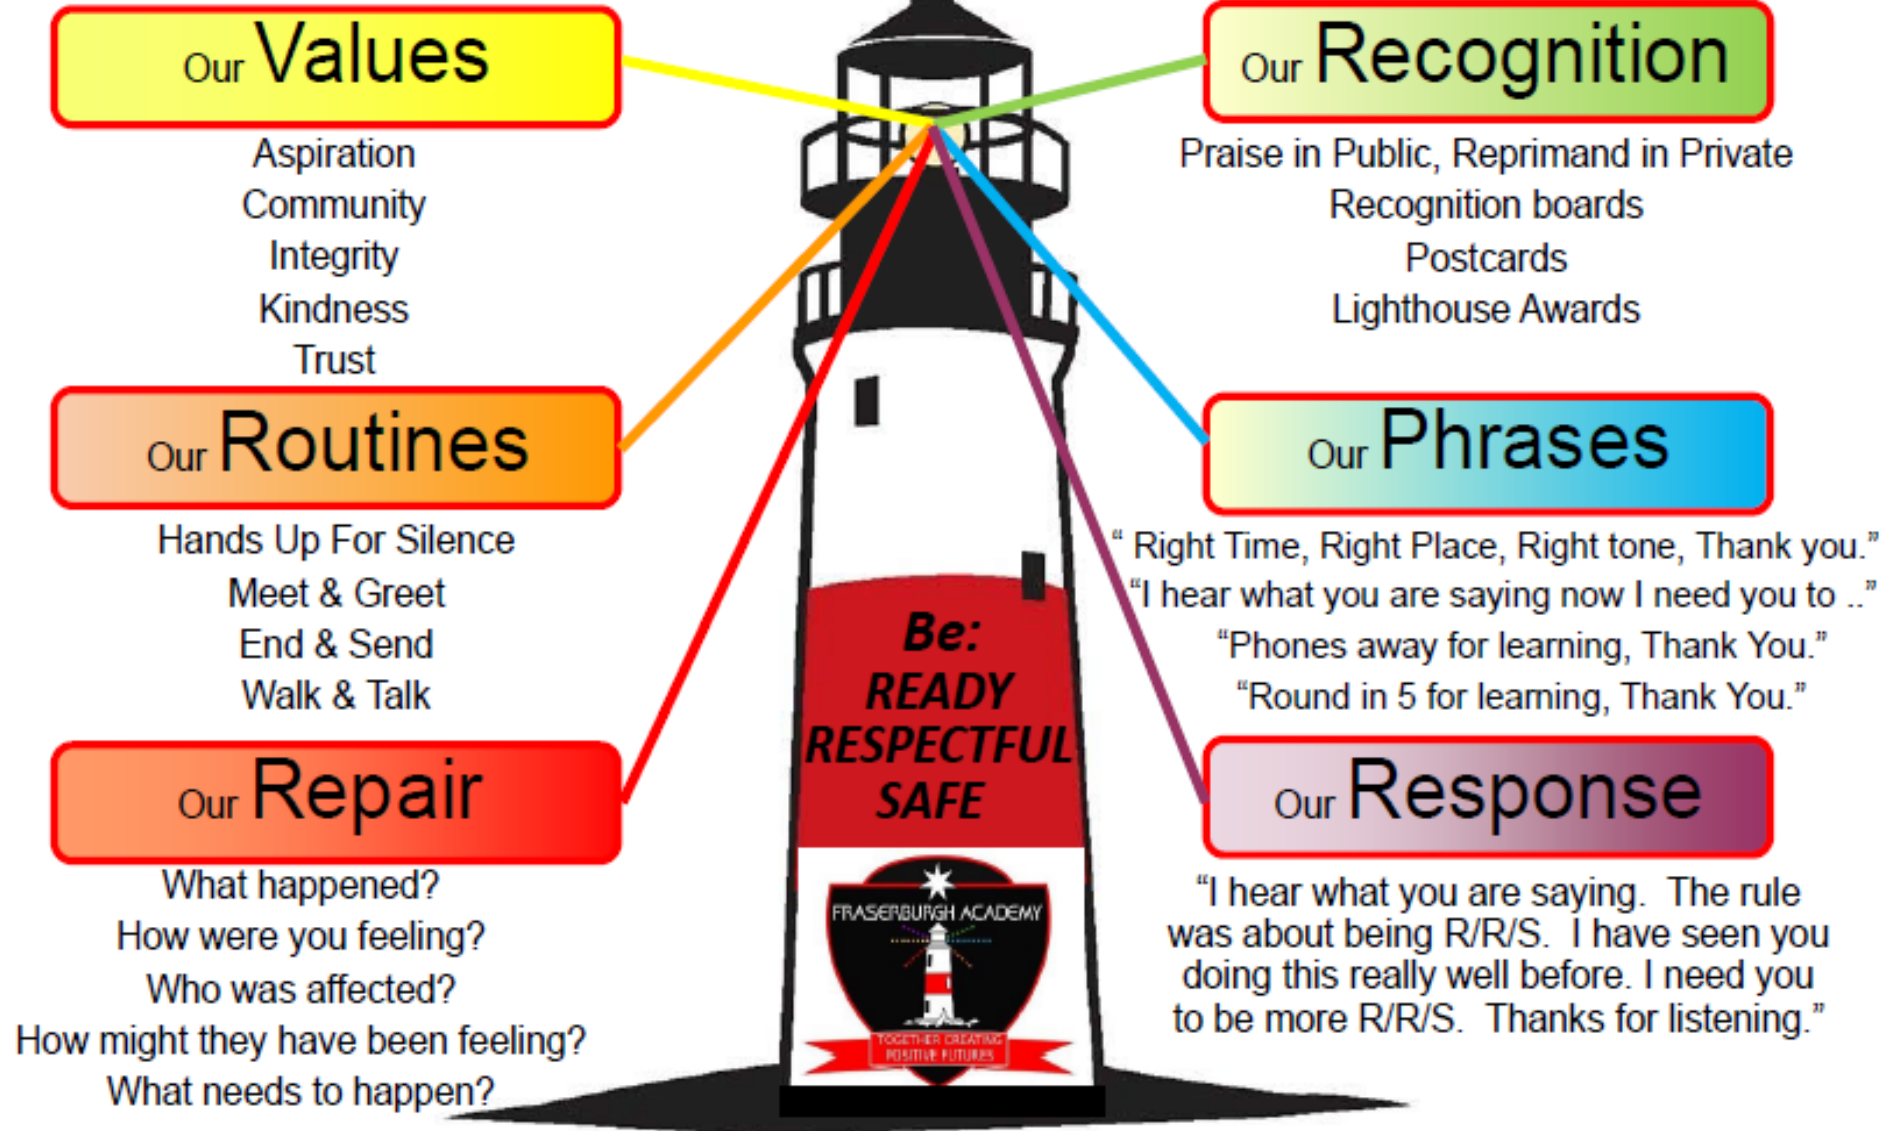 Our Values
Aspiration
Community
Integrity
Kindness
Trust
Our Routines
Hands Up For Silence
Meet & Greet
End & Send
Walk & Talk
Our Repair
What happened?
How were you feeling?
Who was affected?
How might they have been feeling?
What needs to happen?
Be:
READY
RESPECTFUL
SAFE
FRASERBURGH ACADEMY
TOGETHER CREATING
POSITIVE FUTURES
Our Recognition
Praise in Public, Reprimand in Private
Recognition boards
Postcards
Lighthouse Awards
Our Phrases
“ Right Time, Right Place, Right tone, Thank you.”
“I hear what you are saying now I need you to ..”
“Phones away for learning, Thank You.”
“Round in 5 for learning, Thank You.”
Our Response
“I hear what you are saying.  The rule
was about being R/R/S.  I have seen you
doing this really well before. I need you
to be more R/R/S.  Thanks for listening.”